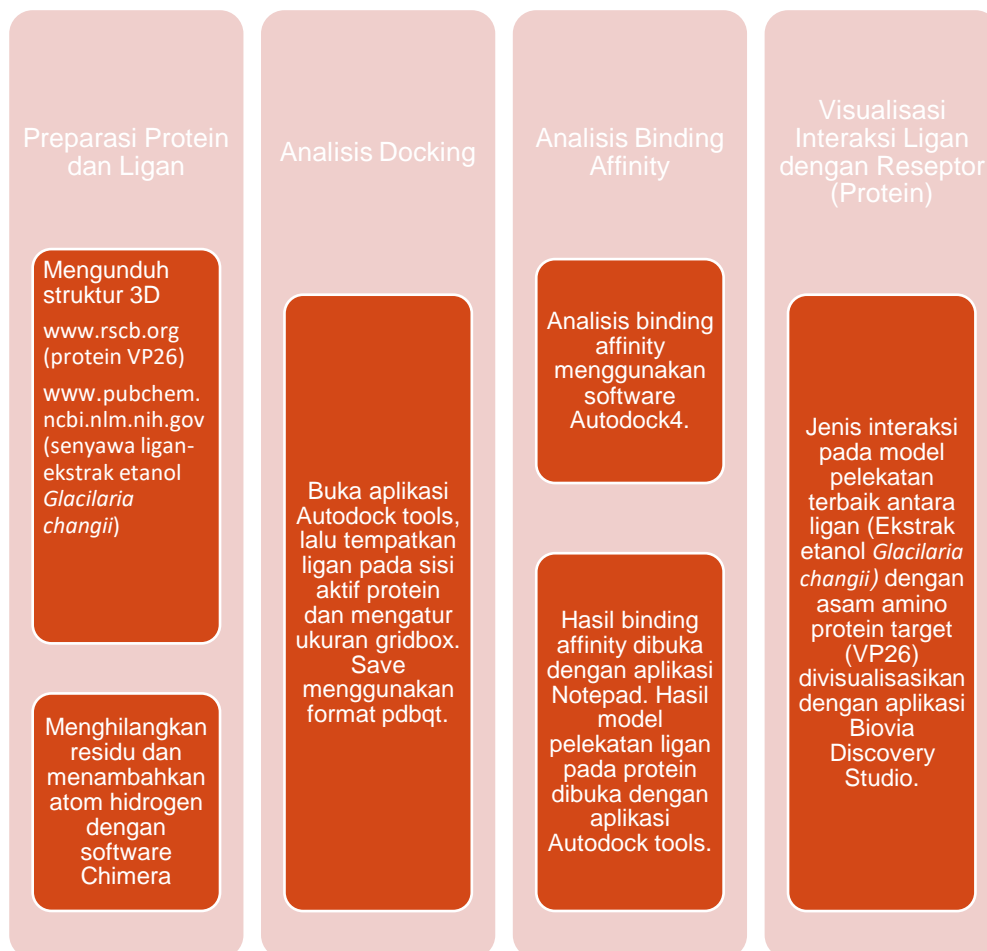 Preparasi Protein
dan Ligan
Mengunduh
struktur 3D
www.rscb.org
(protein VP26)
www.pubchem.
ncbi.nlm.nih.gov
(senyawa ligan-
ekstrak etanol
Glacilaria
changii)
Menghilangkan
residu dan
menambahkan
atom hidrogen
dengan
software
Chimera
Analisis Docking
Buka aplikasi
Autodock tools,
lalu tempatkan
ligan pada sisi
aktif protein
dan mengatur
ukuran gridbox.
Save
menggunakan
format pdbqt.
Analisis Binding
Affinity
Analisis binding
affinity
menggunakan
software
Autodock4.
Hasil binding
affinity dibuka
dengan aplikasi
Notepad. Hasil
model
pelekatan ligan
pada protein
dibuka dengan
aplikasi
Autodock tools.
Visualisasi
Interaksi Ligan
dengan Reseptor
(Protein)
Jenis interaksi
pada model
pelekatan
terbaik antara
ligan (Ekstrak
etanol Glacilaria
changii) dengan
asam amino
protein target
(VP26)
divisualisasikan
dengan aplikasi
Biovia
Discovery
Studio.